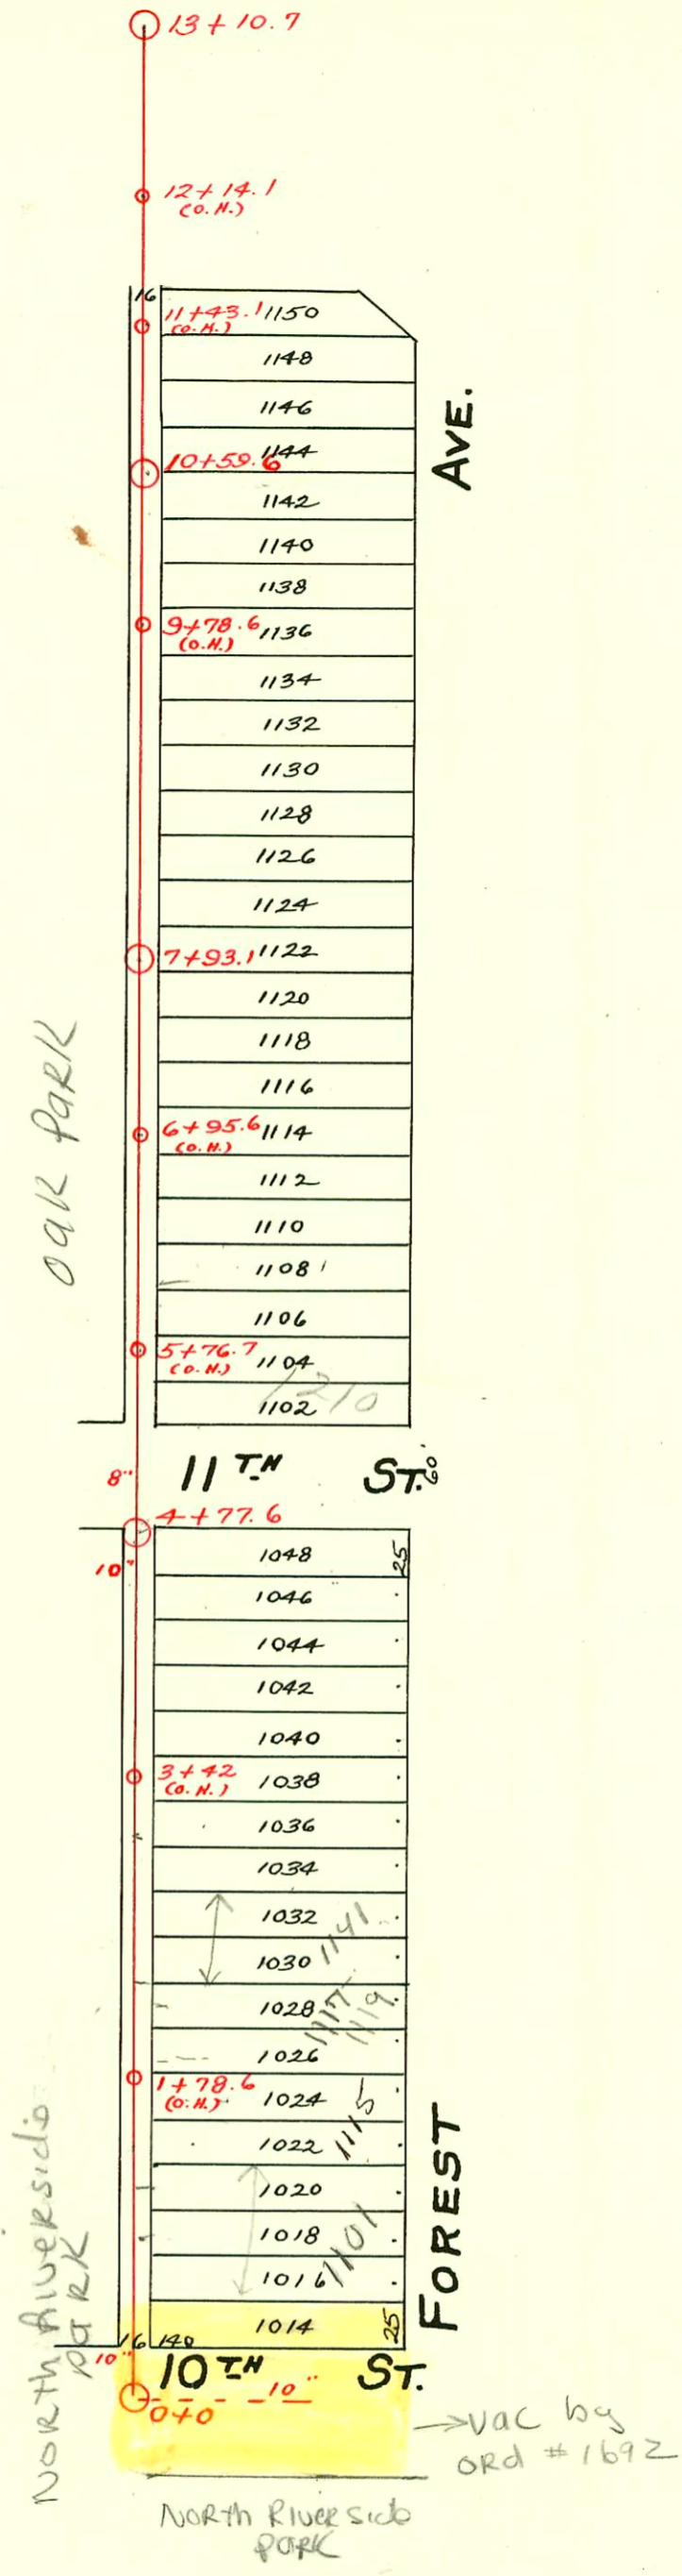 13+10.7
12+14.1
(O.H.)
16
11+43.1 1150
(O.H.)
1148
1146
1144
10+59.6
1142
1140
1138
9+78.6 1136
(O.H.)
1134
1132
1130
1128
1126
1124
7+93.1 1122
1120
1118
1116
6+95.6 1114
(O.H.)
1112
1110
1108
1106
5+76.7
(O.H.) 1104
1210
1102
AVE.
OAK PARK
8" 11TH ST. 60'
4+77.6
10"
1048 25
1046
1044
1042
1040
3+42 1038
(O.H.)
1036
1034
1032
1141
1030
1028 1117 1119
1026
1+78.6
(O.H.) 1024
1115
1022
1020
1018
1101
1016
1014 25
16 140
FOREST
NORTH RIVERSIDE
PARK
10" 10TH ST.
10"
0+0
vac by
ORD #1692
NORTH RIVERSIDE
PARK